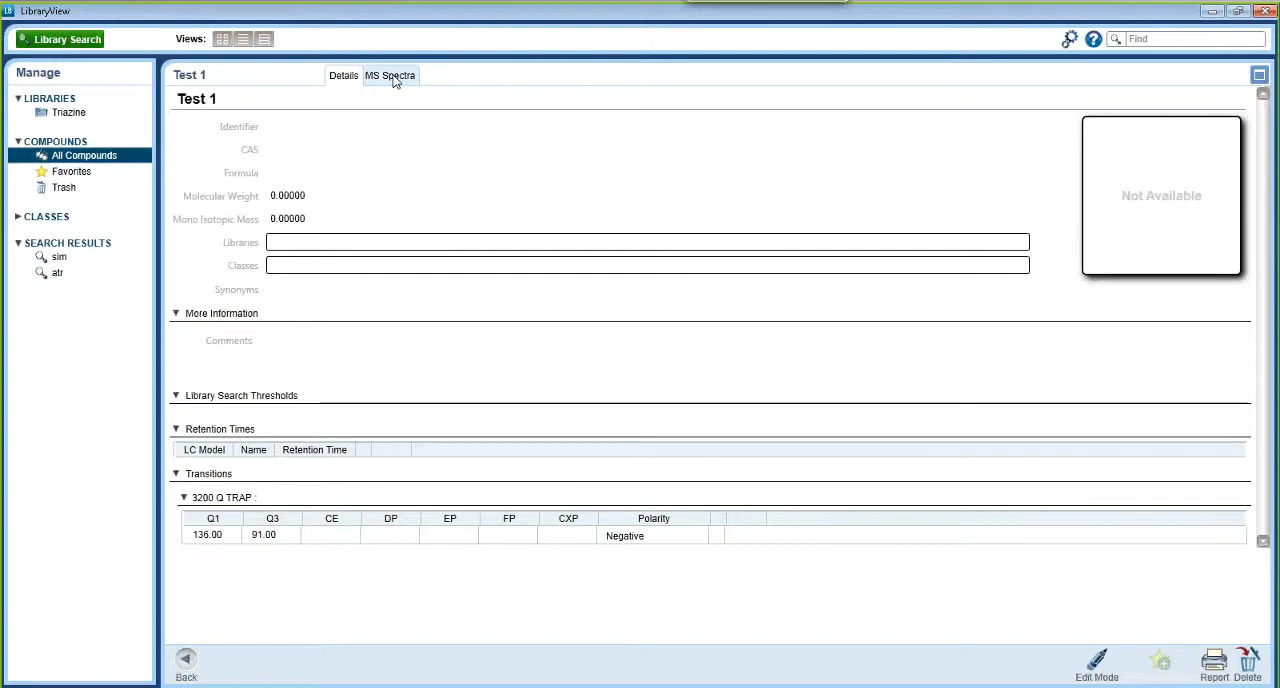 LB LibraryView
Library Search
Views:
Find
Manage
LIBRARIES
Triazine
COMPOUNDS
All Compounds
Favorites
Trash
CLASSES
SEARCH RESULTS
sim
atr
Test 1 Details MS Spectra
Test 1
Identifier
CAS
Formula
Molecular Weight 0.00000
Mono Isotopic Mass 0.00000
Libraries
Classes
Synonyms
Not Available
More Information
Comments
Library Search Thresholds
Retention Times
LC Model Name Retention Time
Transitions
3200 Q TRAP :
Q1 Q3 CE DP EP FP CXP Polarity
136.00 91.00 Negative
Back Edit Mode Report Delete